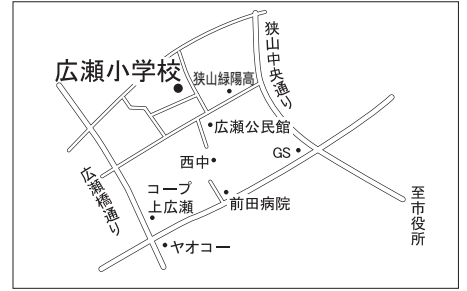 広瀬小学校
狭山緑陽高
狭山中央通り
広瀬公民館
西中
GS
広瀬橋通り
コープ
上広瀬
前田病院
至市役所
ヤオコー